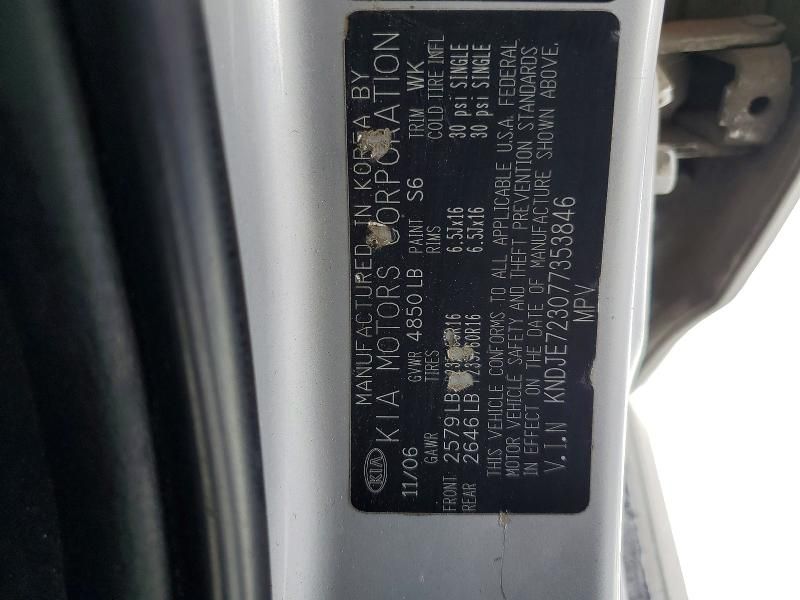 MANUFACTURED IN KOREA BY
KIA KIA MOTORS CORPORATION
11/06 GVWR 4850LB PAINT S6 TRIM WK
GAWR TIRES RIMS COLD TIRE INFL
FRONT 2579LB 6.5Jx16 30 psi SINGLE
REAR 2646LB 6.5Jx16 30 psi SINGLE
THIS VEHICLE CONFORMS TO ALL APPLICABLE U.S.A. FEDERAL
MOTOR VEHICLE SAFETY AND THEFT PREVENTION STANDARDS
IN EFFECT ON THE DATE OF MANUFACTURE SHOWN ABOVE.
V.I.N KNDJE723077353846
MPV